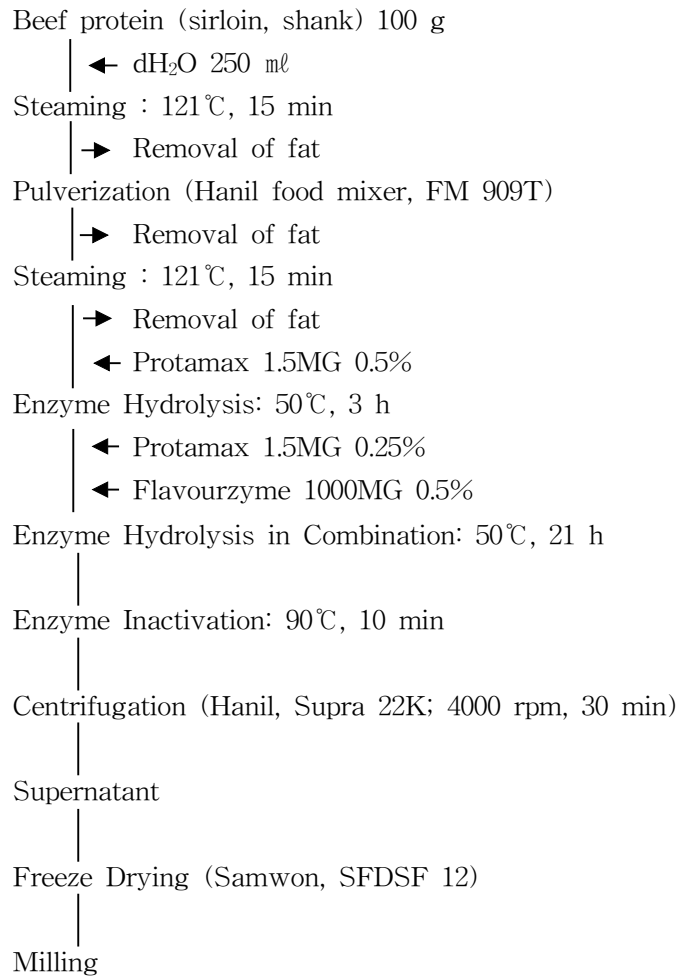 Beef protein (sirloin, shank) 100 g
dH₂O 250 ㎖
Steaming : 121℃, 15 min
Removal of fat
Pulverization (Hanil food mixer, FM 909T)
Removal of fat
Steaming : 121℃, 15 min
Removal of fat
Protamax 1.5MG 0.5%
Enzyme Hydrolysis: 50℃, 3 h
Protamax 1.5MG 0.25%
Flavourzyme 1000MG 0.5%
Enzyme Hydrolysis in Combination: 50℃, 21 h
Enzyme Inactivation: 90℃, 10 min
Centrifugation (Hanil, Supra 22K; 4000 rpm, 30 min)
Supernatant
Freeze Drying (Samwon, SFDSF 12)
Milling